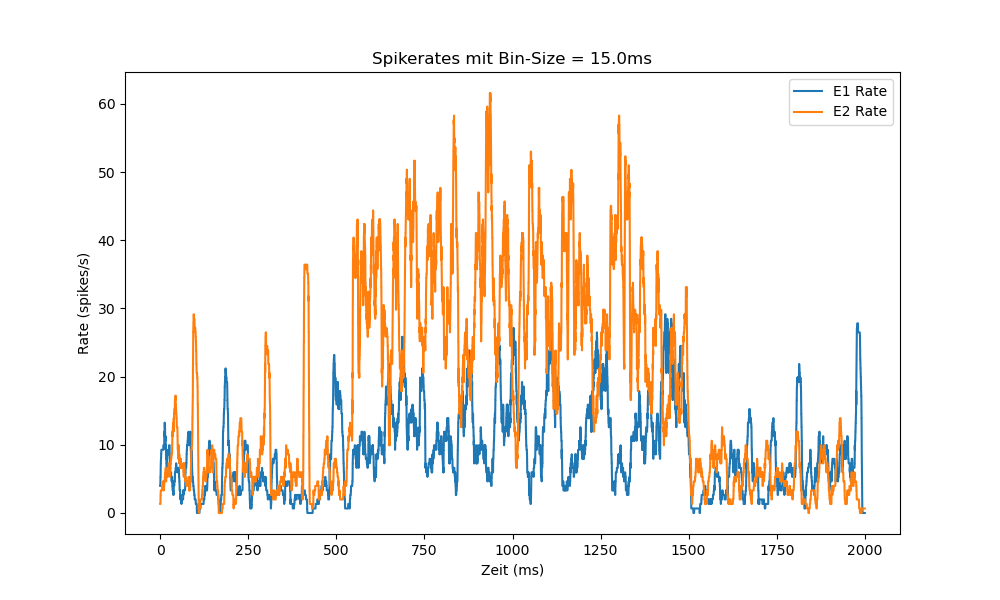 Spikerates mit Bin-Size = 15.0ms
E1 Rate
E2 Rate
Rate (spikes/s)
60
50
40
30
20
10
0
0 250 500 750 1000 1250 1500 1750 2000
Zeit (ms)